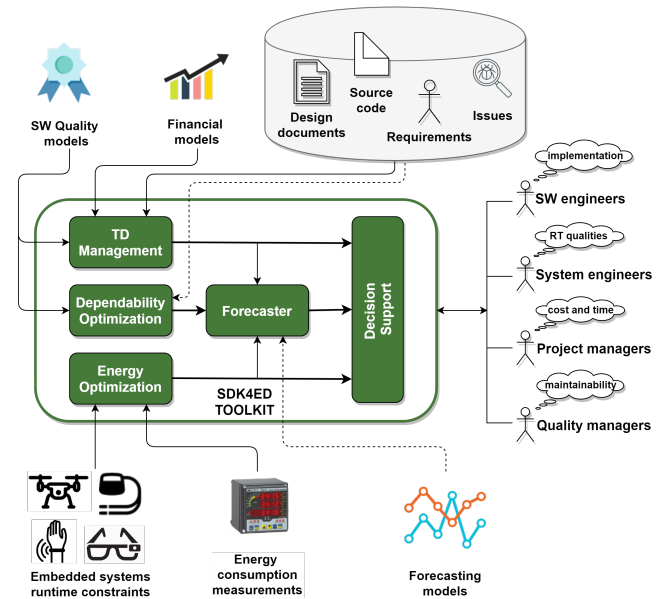 Design
documents
Source
code
Requirements
Issues
SW Quality
models
Financial
models
implementation
SW engineers
RT qualities
System engineers
cost and time
Project managers
maintainability
Quality managers
TD
Management
Dependability
Optimization
Forecaster
Decision
Support
Energy
Optimization
SDK4ED
TOOLKIT
Embedded systems
runtime constraints
Energy
consumption
measurements
Forecasting
models